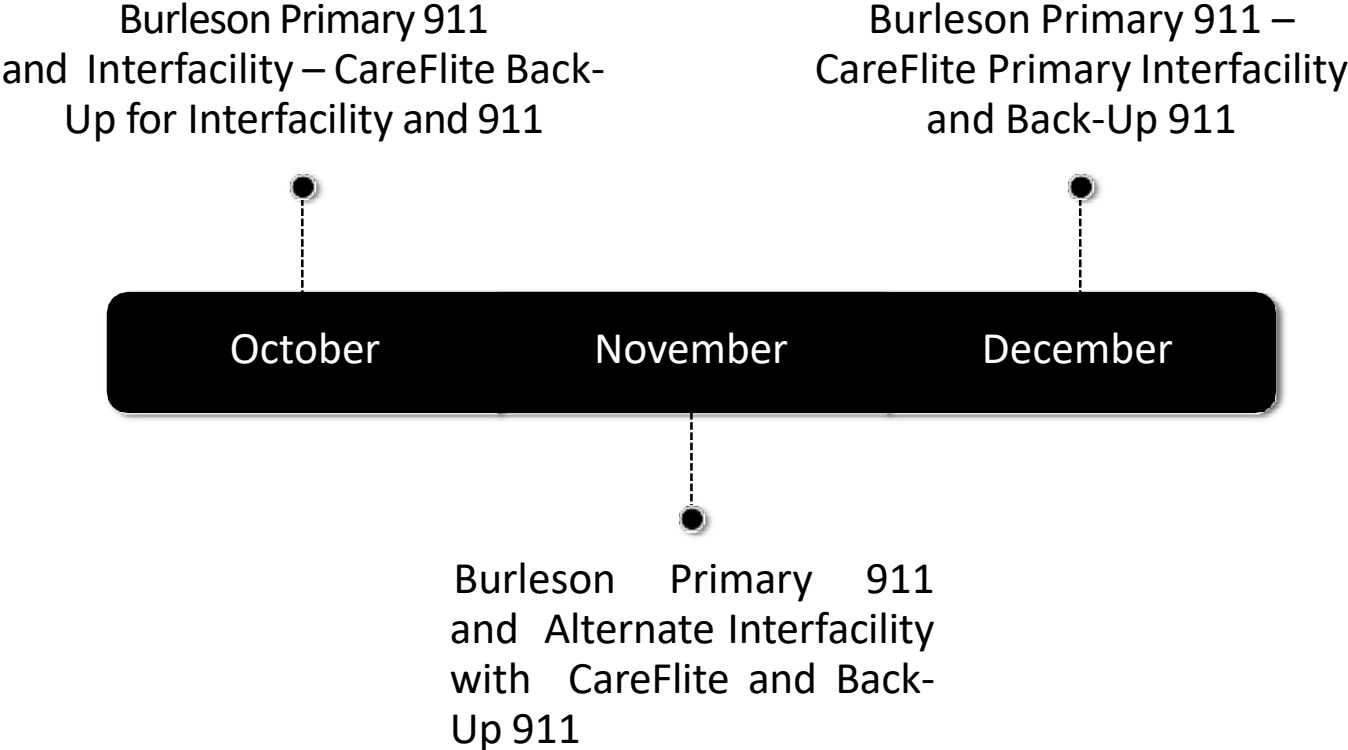 Burleson Primary 911
and Interfacility – CareFlite Back-
Up for Interfacility and 911
Burleson Primary 911 –
CareFlite Primary Interfacility
and Back-Up 911
October
November
December
Burleson Primary 911
and Alternate Interfacility
with CareFlite and Back-
Up 911